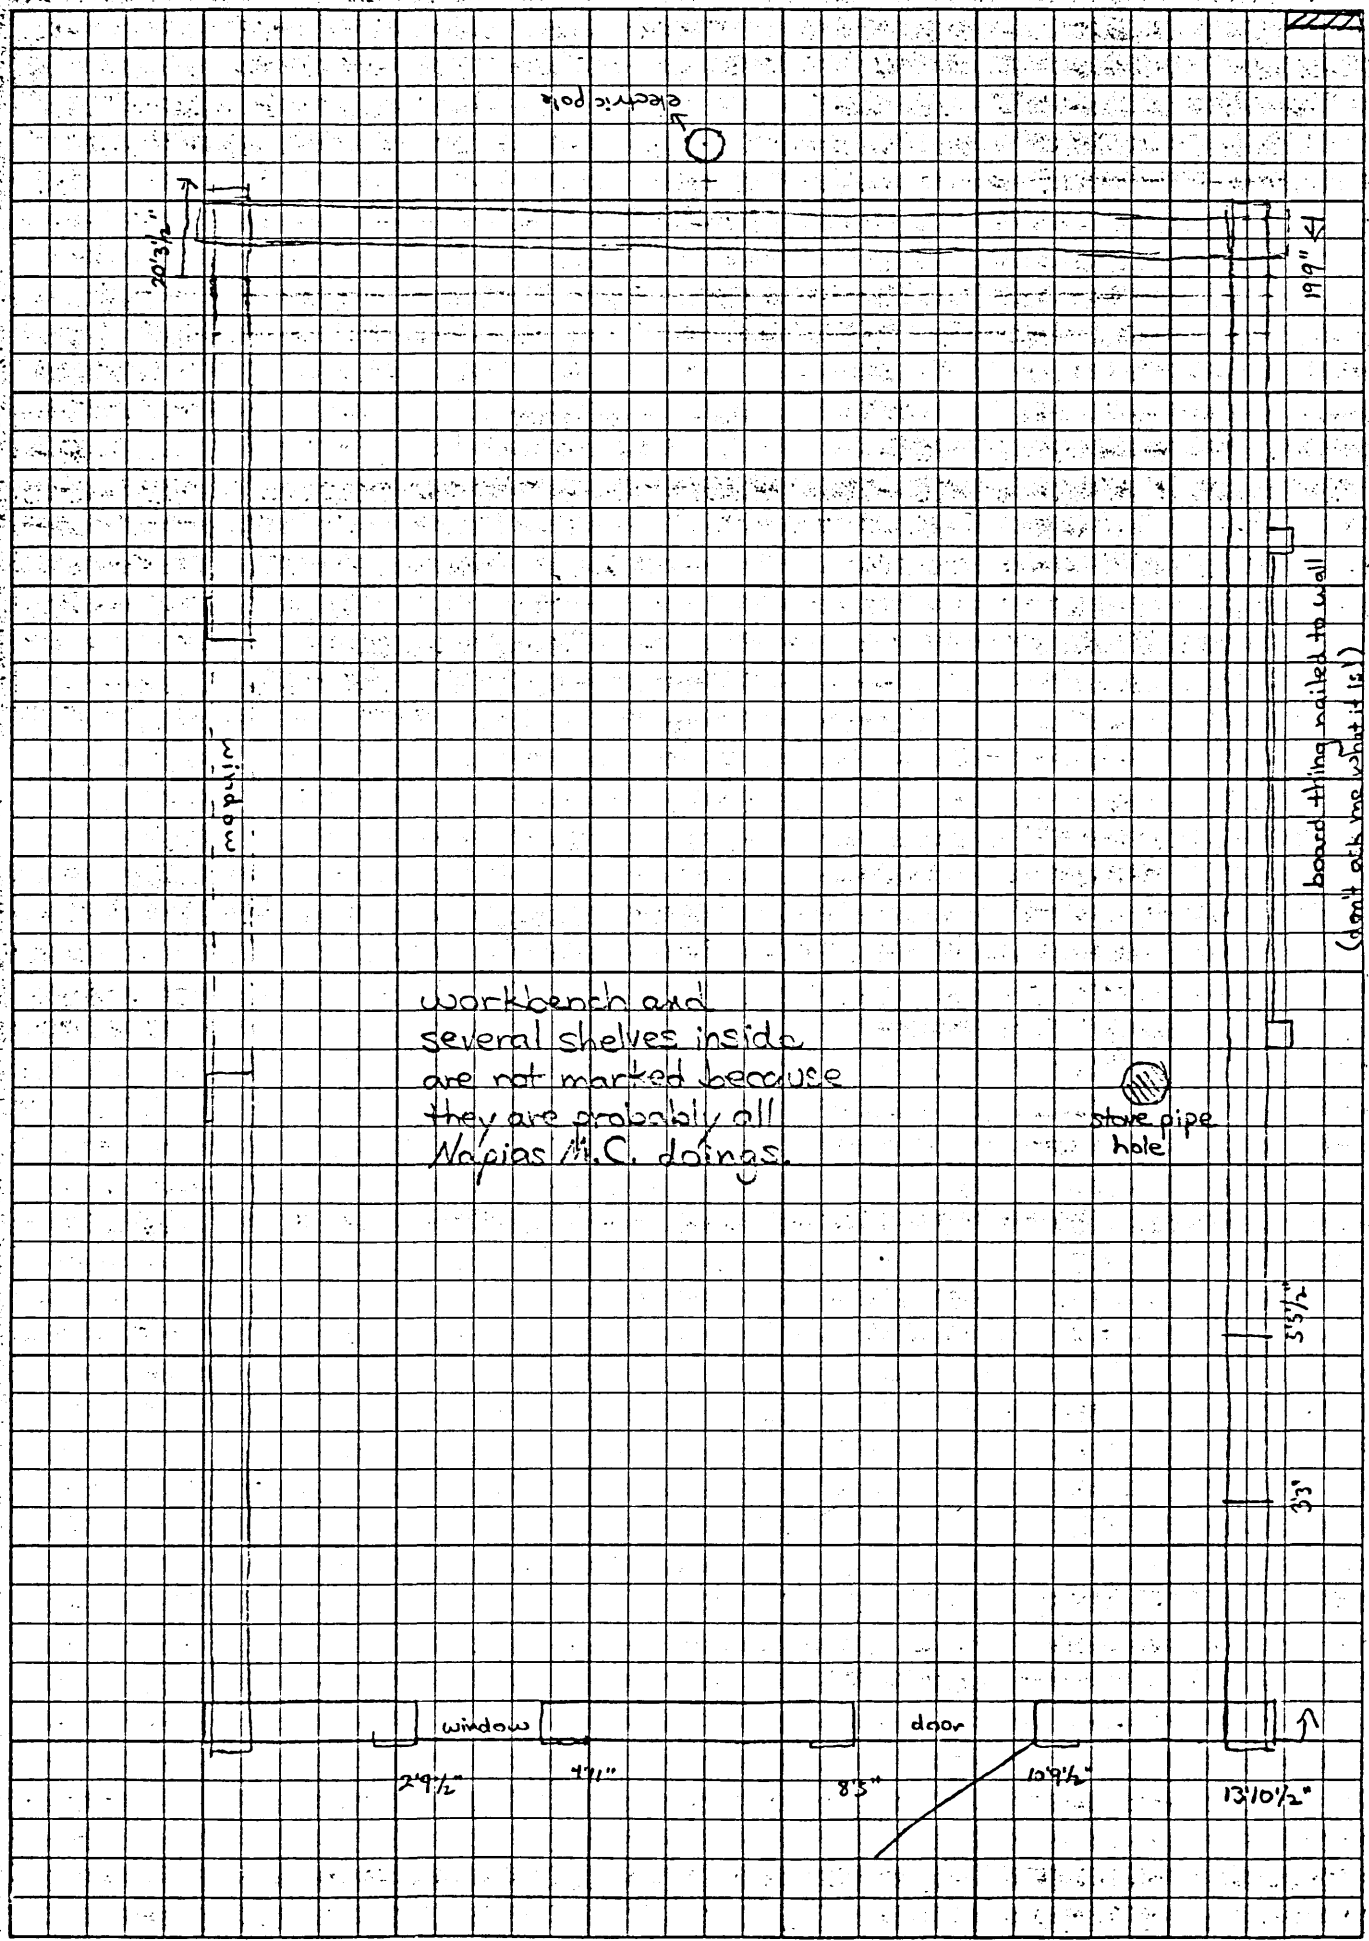 electric pole
20'3½"
19'9"
board thing nailed to wall
(don't ask me what it is!)
window
workbench and
several shelves inside
are not marked because
they are probably all
Napias M.C. doings.
stove pipe
hole
5'5½"
3'3"
window
door
2'9½"
4'11"
8'5"
10'9½"
13'10½"